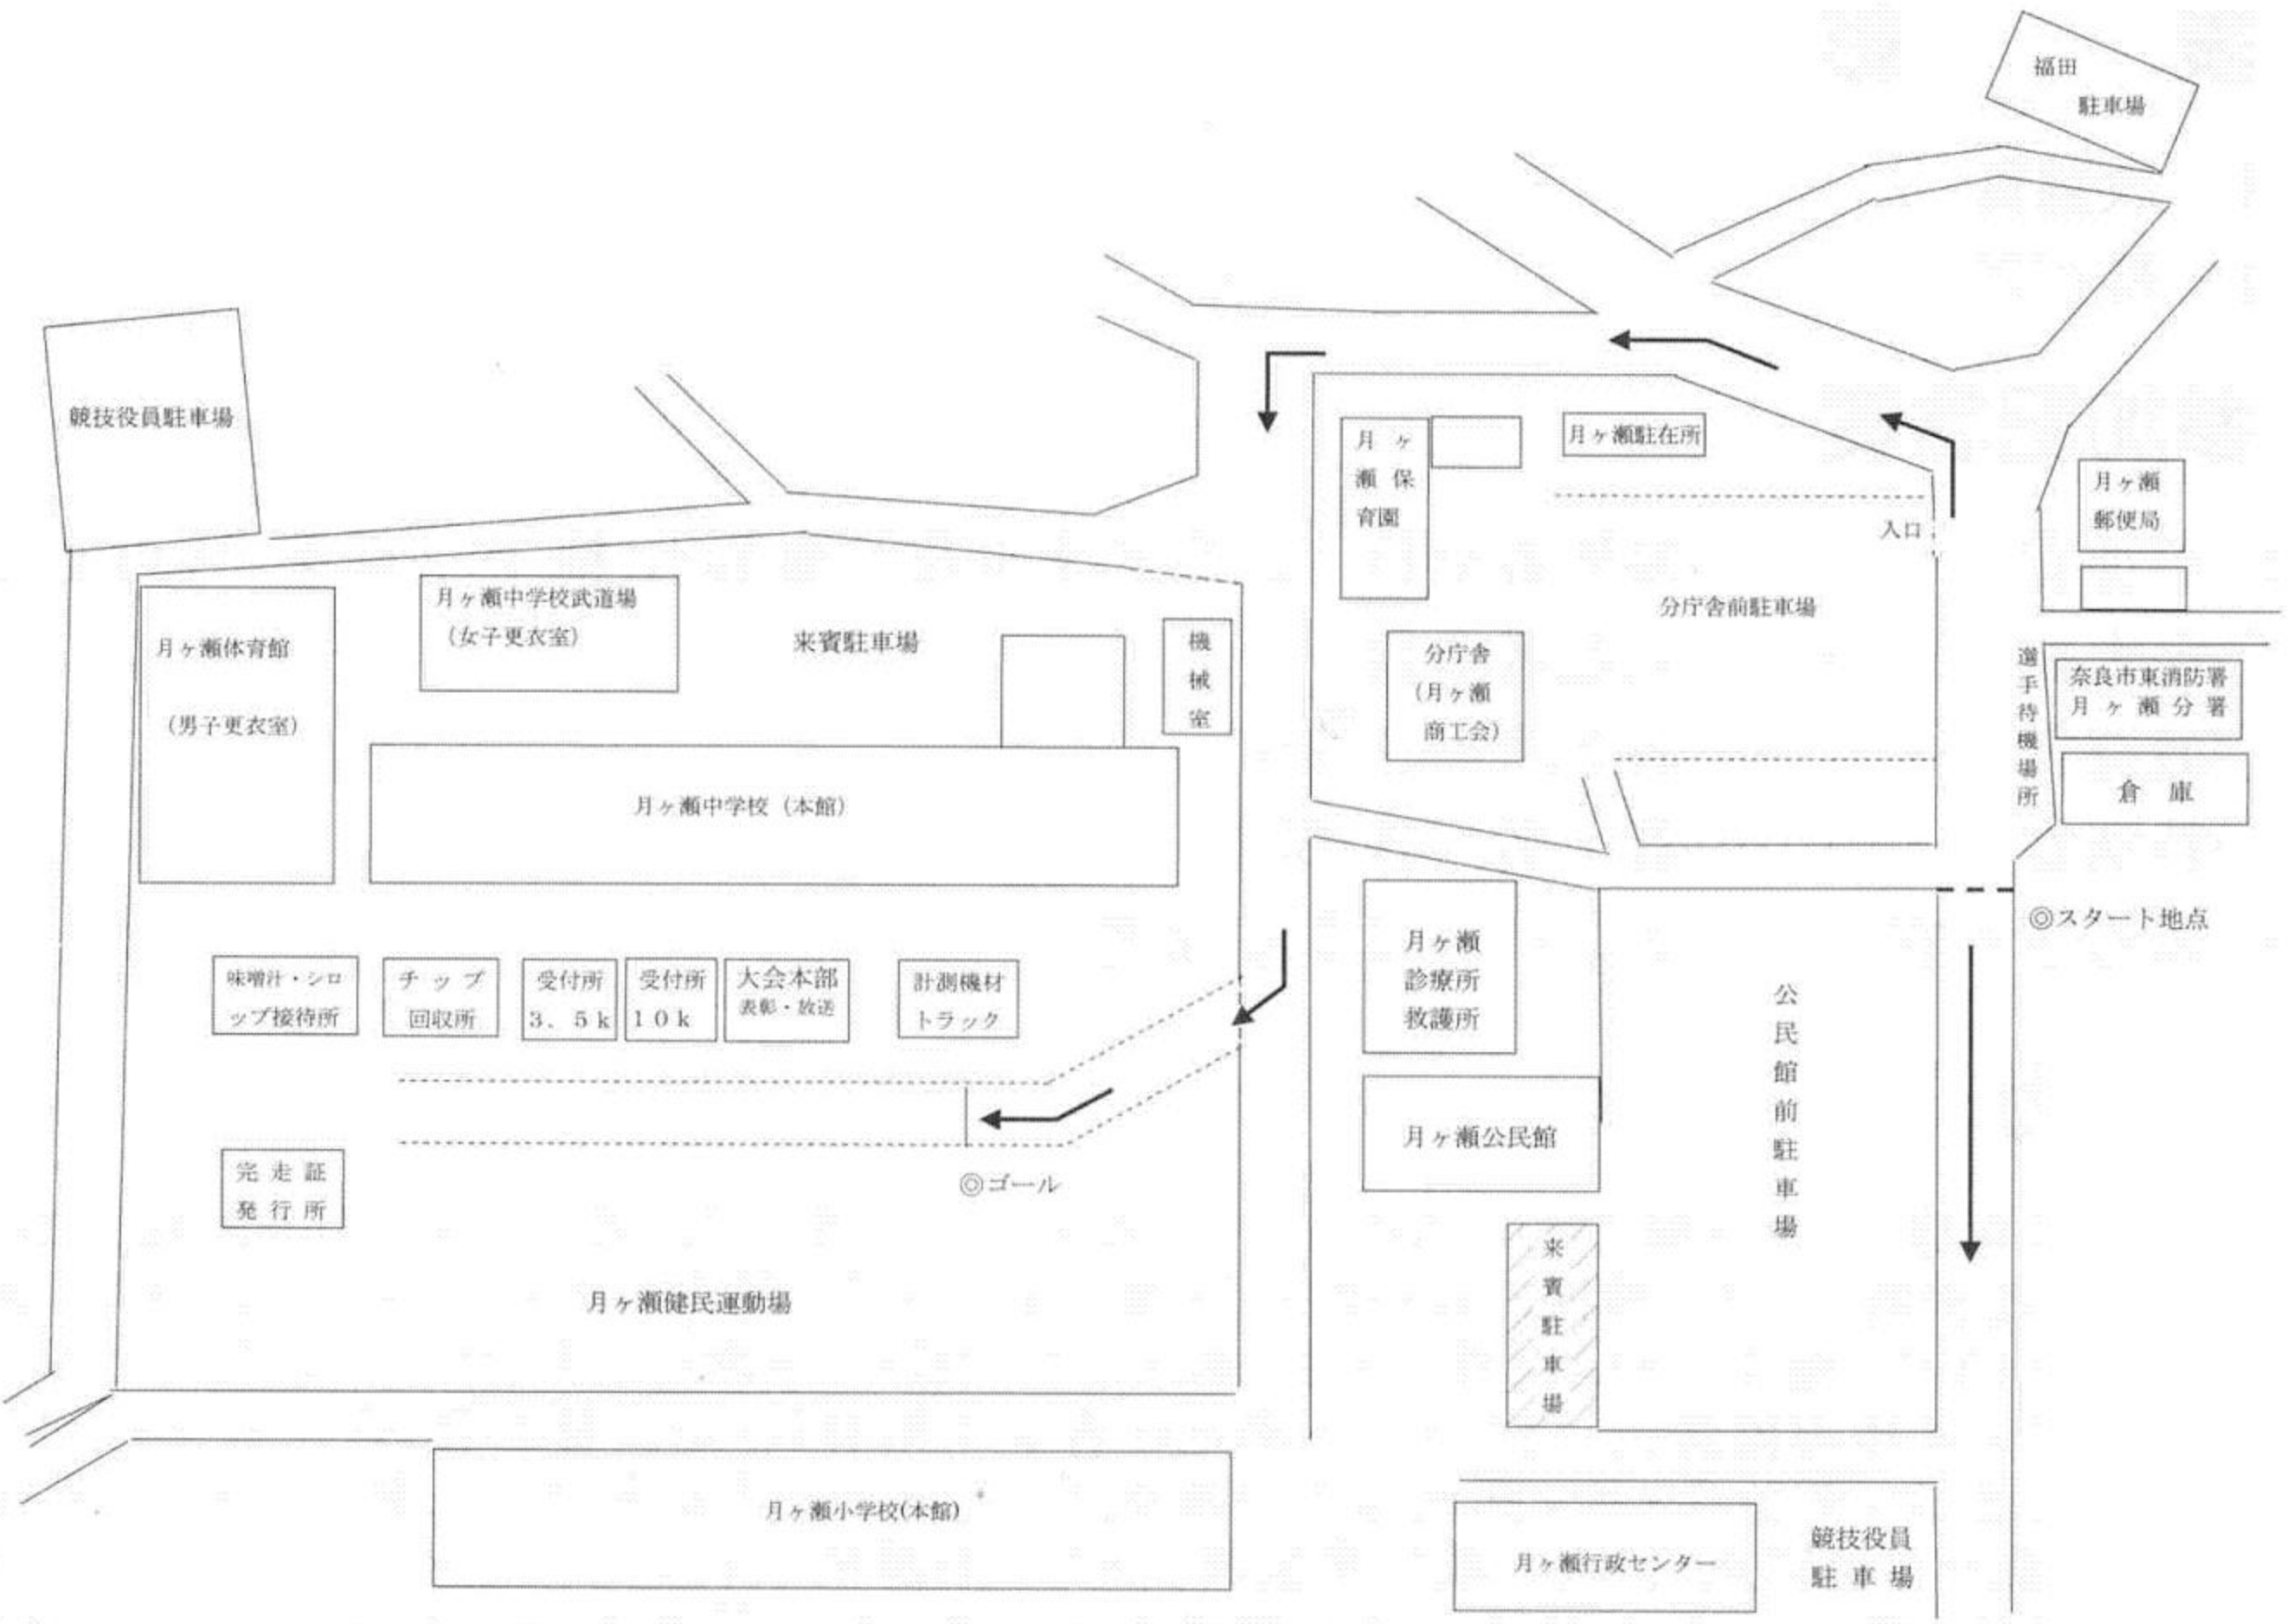 福田
駐車場
競技役員駐車場
月ヶ瀬駐在所
月ヶ
瀬保
育園
入口
月ヶ瀬
郵便局
分庁舎前駐車場
月ヶ瀬体育館
(男子更衣室)
月ヶ瀬中学校武道場
(女子更衣室)
来賓駐車場
機
械
室
分庁舎
(月ヶ瀬
商工会)
選手待機場所
奈良市東消防署
月ヶ瀬分署
倉庫
月ヶ瀬中学校(本館)
◎スタート地点
味噌汁・シロ
ップ接待所
チップ
回収所
受付所
3.5k
受付所
10k
大会本部
表彰・放送
計測機材
トラック
月ヶ瀬
診療所
救護所
公民館前駐車場
月ヶ瀬公民館
完走証
発行所
◎ゴール
来賓駐車場
月ヶ瀬健民運動場
月ヶ瀬小学校(本館)
月ヶ瀬行政センター
競技役員
駐車場